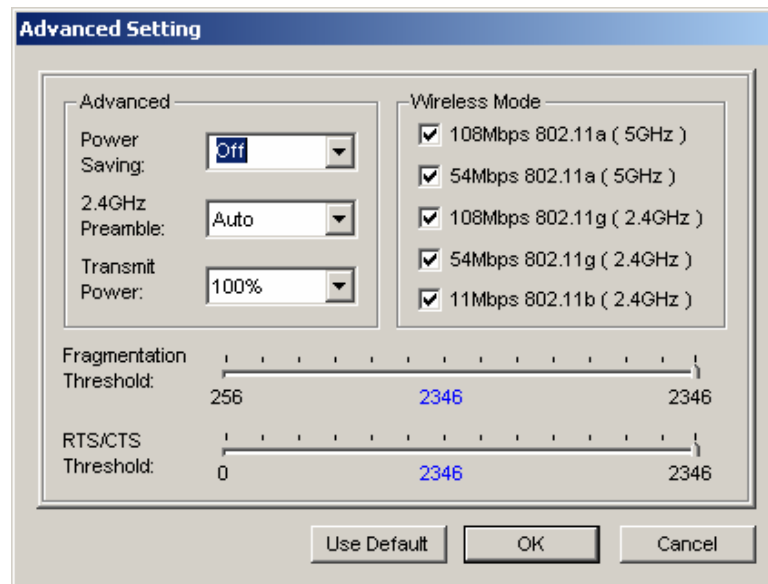 Advanced Setting
Advanced
Power
Saving:
Off
2.4GHz
Preamble:
Auto
Transmit
Power:
100%
Wireless Mode
108Mbps 802.11a ( 5GHz )
54Mbps 802.11a ( 5GHz )
108Mbps 802.11g ( 2.4GHz )
54Mbps 802.11g ( 2.4GHz )
11Mbps 802.11b ( 2.4GHz )
Fragmentation
Threshold:
256 2346 2346
RTS/CTS
Threshold:
0 2346 2346
Use Default OK Cancel